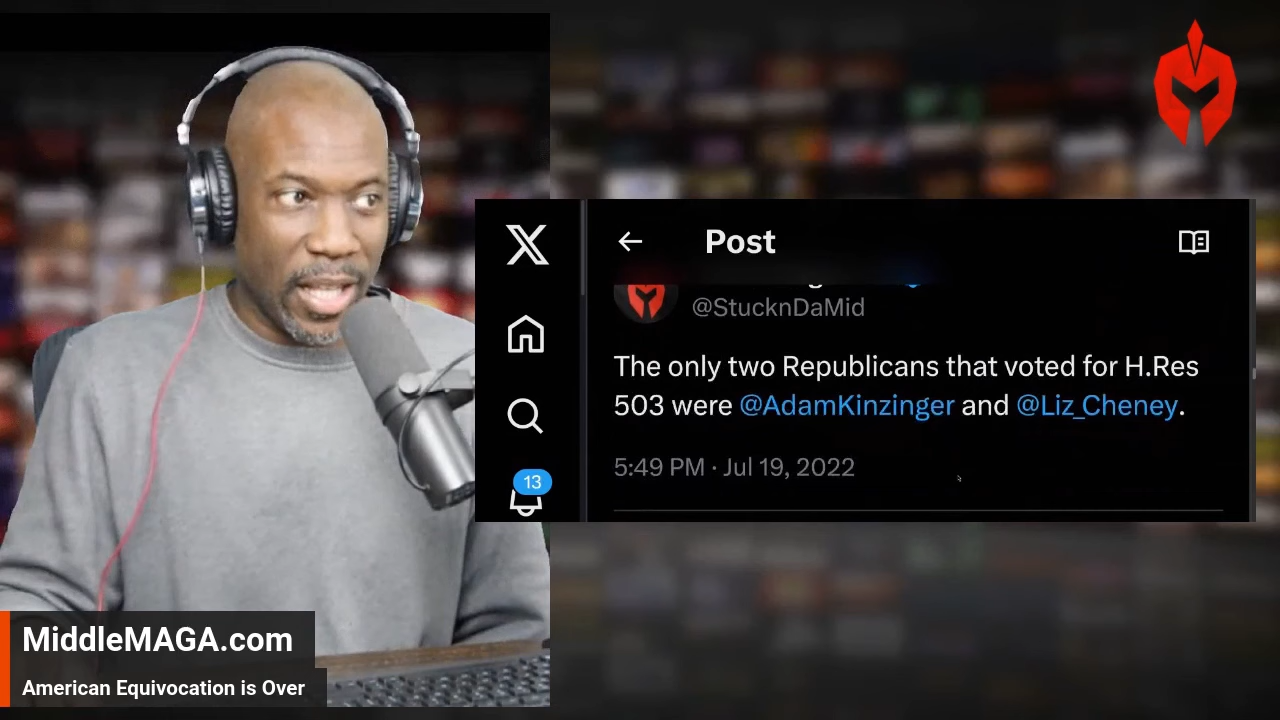 Post
@StucknDaMid
The only two Republicans that voted for H.Res
503 were @AdamKinzinger and @Liz_Cheney.
5:49 PM · Jul 19, 2022
13
MiddleMAGA.com
American Equivocation is Over